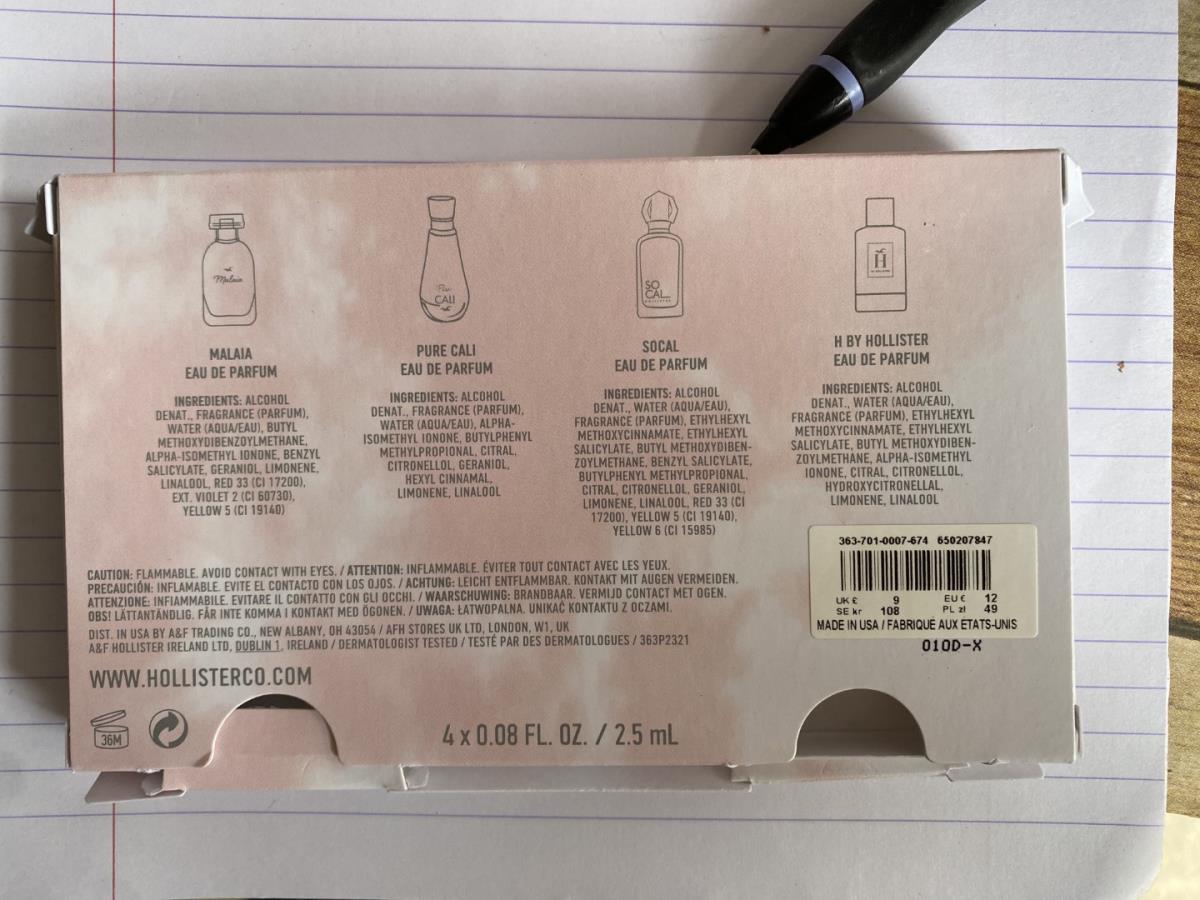 Malaia
Pure
CALI
SO
CAL
HOLLISTER
H
BY HOLLISTER
MALAIA
EAU DE PARFUM
INGREDIENTS: ALCOHOL
DENAT., FRAGRANCE (PARFUM),
WATER (AQUA/EAU), BUTYL
METHOXYDIBENZOYLMETHANE,
ALPHA-ISOMETHYL IONONE, BENZYL
SALICYLATE, GERANIOL, LIMONENE,
LINALOOL, RED 33 (CI 17200),
EXT. VIOLET 2 (CI 60730),
YELLOW 5 (CI 19140)
PURE CALI
EAU DE PARFUM
INGREDIENTS: ALCOHOL
DENAT., FRAGRANCE (PARFUM),
WATER (AQUA/EAU), ALPHA-
ISOMETHYL IONONE, BUTYLPHENYL
METHYLPROPIONAL, CITRAL,
CITRONELLOL, GERANIOL,
HEXYL CINNAMAL,
LIMONENE, LINALOOL
SOCAL
EAU DE PARFUM
INGREDIENTS: ALCOHOL
DENAT., WATER (AQUA/EAU),
FRAGRANCE (PARFUM), ETHYLHEXYL
METHOXYCINNAMATE, ETHYLHEXYL
SALICYLATE, BUTYL METHOXYDIBEN-
ZOYLMETHANE, BENZYL SALICYLATE,
BUTYLPHENYL METHYLPROPIONAL,
CITRAL, CITRONELLOL, GERANIOL,
LIMONENE, LINALOOL, RED 33 (CI
17200), YELLOW 5 (CI 19140),
YELLOW 6 (CI 15985)
H BY HOLLISTER
EAU DE PARFUM
INGREDIENTS: ALCOHOL
DENAT., WATER (AQUA/EAU),
FRAGRANCE (PARFUM), ETHYLHEXYL
METHOXYCINNAMATE, ETHYLHEXYL
SALICYLATE, BUTYL METHOXYDIBEN-
ZOYLMETHANE, ALPHA-ISOMETHYL
IONONE, CITRAL, CITRONELLOL,
HYDROXYCITRONELLAL,
LIMONENE, LINALOOL
363-701-0007-674 650207847
UK £ 9 EU € 12
SE kr 108 PL zł 49
MADE IN USA / FABRIQUÉ AUX ÉTATS-UNIS
010D-X
CAUTION: FLAMMABLE. AVOID CONTACT WITH EYES. / ATTENTION: INFLAMMABLE. ÉVITER TOUT CONTACT AVEC LES YEUX.
PRECAUCIÓN: INFLAMABLE. EVITE EL CONTACTO CON LOS OJOS. / ACHTUNG: LEICHT ENTFLAMMBAR. KONTAKT MIT AUGEN VERMEIDEN.
ATTENZIONE: INFIAMMABILE. EVITARE IL CONTATTO CON GLI OCCHI. / WAARSCHUWING: BRANDBAAR. VERMIJD CONTACT MET OGEN.
OBS! LÄTTANTÄNDLIG. FÅR INTE KOMMA I KONTAKT MED ÖGONEN. / UWAGA: ŁATWOPALNA. UNIKAĆ KONTAKTU Z OCZAMI.
DIST. IN USA BY A&F TRADING CO., NEW ALBANY, OH 43054 / AFH STORES UK LTD, LONDON, W1, UK
A&F HOLLISTER IRELAND LTD, DUBLIN 1, IRELAND / DERMATOLOGIST TESTED / TESTÉ PAR DES DERMATOLOGUES / 363P2321
WWW.HOLLISTERCO.COM
36M
4 x 0.08 FL. OZ. / 2.5 mL